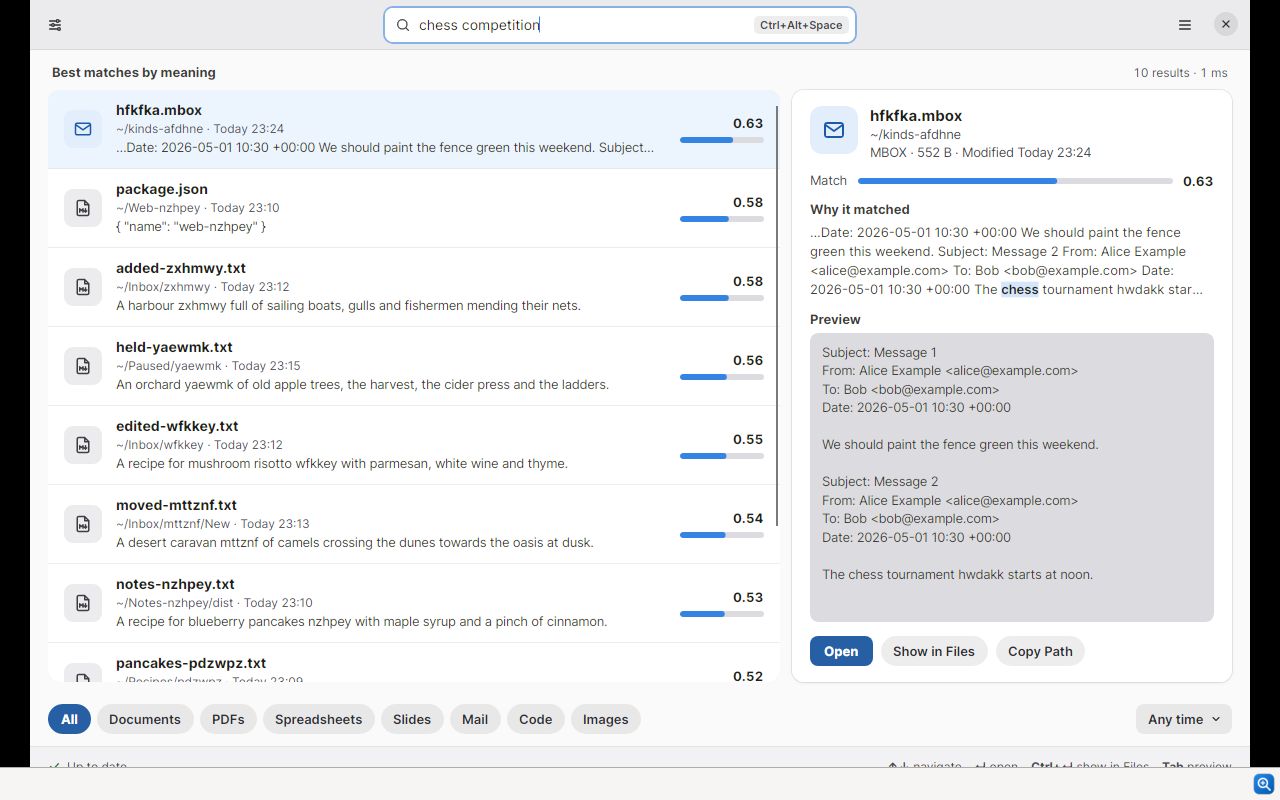 chess competition
Ctrl+Alt+Space
Best matches by meaning
10 results · 1 ms
hfkfka.mbox
~/kinds-afdhne · Today 23:24
...Date: 2026-05-01 10:30 +00:00 We should paint the fence green this weekend. Subject...
0.63
package.json
~/Web-nzhpey · Today 23:10
{ "name": "web-nzhpey" }
0.58
added-zxhmwy.txt
~/Inbox/zxhmwy · Today 23:12
A harbour zxhmwy full of sailing boats, gulls and fishermen mending their nets.
0.58
held-yaewmk.txt
~/Paused/yaewmk · Today 23:15
An orchard yaewmk of old apple trees, the harvest, the cider press and the ladders.
0.56
edited-wfkkey.txt
~/Inbox/wfkkey · Today 23:12
A recipe for mushroom risotto wfkkey with parmesan, white wine and thyme.
0.55
moved-mttznf.txt
~/Inbox/mttznf/New · Today 23:13
A desert caravan mttznf of camels crossing the dunes towards the oasis at dusk.
0.54
notes-nzhpey.txt
~/Notes-nzhpey/dist · Today 23:10
A recipe for blueberry pancakes nzhpey with maple syrup and a pinch of cinnamon.
0.53
pancakes-pdzwpz.txt
~/Recipes/pdzwpz · Today 23:09
0.52
hfkfka.mbox
~/kinds-afdhne
MBOX · 552 B · Modified Today 23:24
Match
0.63
Why it matched
...Date: 2026-05-01 10:30 +00:00 We should paint the fence
green this weekend. Subject: Message 2 From: Alice Example
<alice@example.com> To: Bob <bob@example.com> Date:
2026-05-01 10:30 +00:00 The chess tournament hwdakk star...
Preview
Subject: Message 1
From: Alice Example <alice@example.com>
To: Bob <bob@example.com>
Date: 2026-05-01 10:30 +00:00
We should paint the fence green this weekend.
Subject: Message 2
From: Alice Example <alice@example.com>
To: Bob <bob@example.com>
Date: 2026-05-01 10:30 +00:00
The chess tournament hwdakk starts at noon.
Open
Show in Files
Copy Path
All
Documents
PDFs
Spreadsheets
Slides
Mail
Code
Images
Any time
Up to date
↑↓ navigate ↵ open Ctrl+↵ show in Files Tab preview